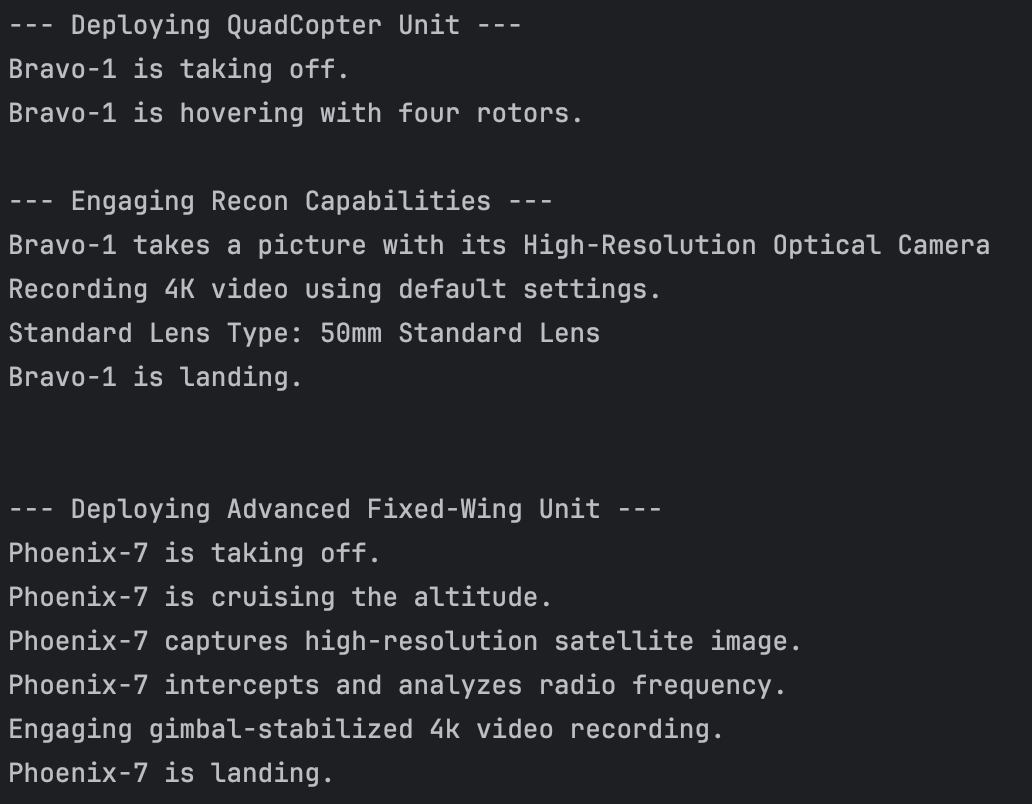 --- Deploying QuadCopter Unit ---
Bravo-1 is taking off.
Bravo-1 is hovering with four rotors.
--- Engaging Recon Capabilities ---
Bravo-1 takes a picture with its High-Resolution Optical Camera
Recording 4K video using default settings.
Standard Lens Type: 50mm Standard Lens
Bravo-1 is landing.
--- Deploying Advanced Fixed-Wing Unit ---
Phoenix-7 is taking off.
Phoenix-7 is cruising the altitude.
Phoenix-7 captures high-resolution satellite image.
Phoenix-7 intercepts and analyzes radio frequency.
Engaging gimbal-stabilized 4k video recording.
Phoenix-7 is landing.